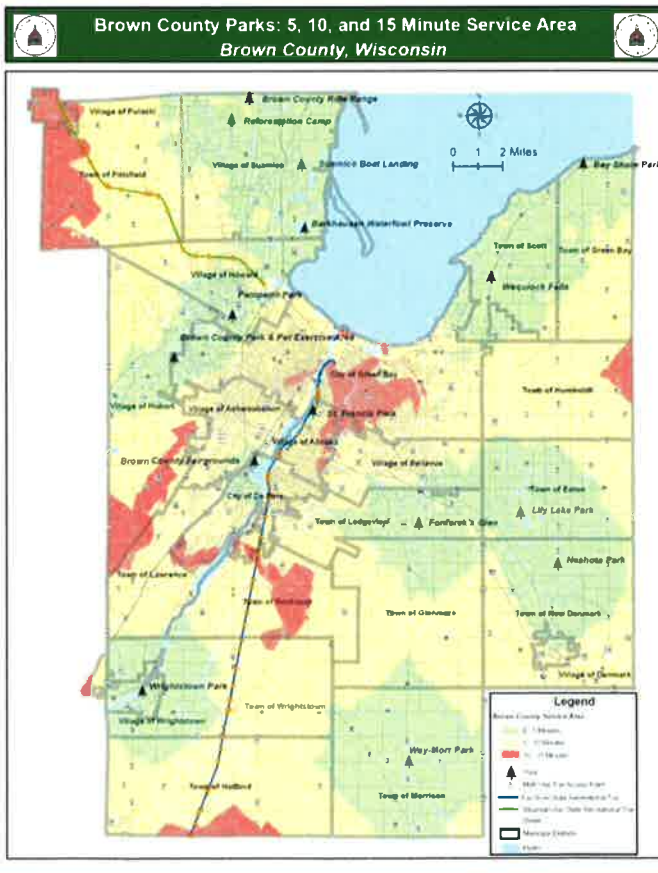 Brown County Parks: 5, 10, and 15 Minute Service Area
Brown County, Wisconsin
Brown County Rifle Range
Village of Pulaski
Reforestation Camp
0 1 2 Miles
Village of Suamico
Suamico Boat Landing
Bay Shore Park
Town of Pittsfield
Barkhausen Waterfowl Preserve
Town of Scott
Town of Green Bay
Village of Howard
Wequiock Falls
Pamperin Park
Brown County Park & Pet Exercise Area
City of Green Bay
Town of Humboldt
Village of Hobart
Village of Ashwaubenon
St. Francis Park
Village of Allouez
Brown County Fairgrounds
Village of Bellevue
Town of Eaton
City of De Pere
Lily Lake Park
Town of Ledgeview
Fonferek's Glen
Neshota Park
Town of Lawrence
Town of Rockland
Town of Glenmore
Town of New Denmark
Village of Denmark
Wrightstown Park
Town of Wrightstown
Village of Wrightstown
Legend
Brown County Service Area
Way-Morr Park
Town of Holland
Town of Morrison
Park
Municipal Boundary